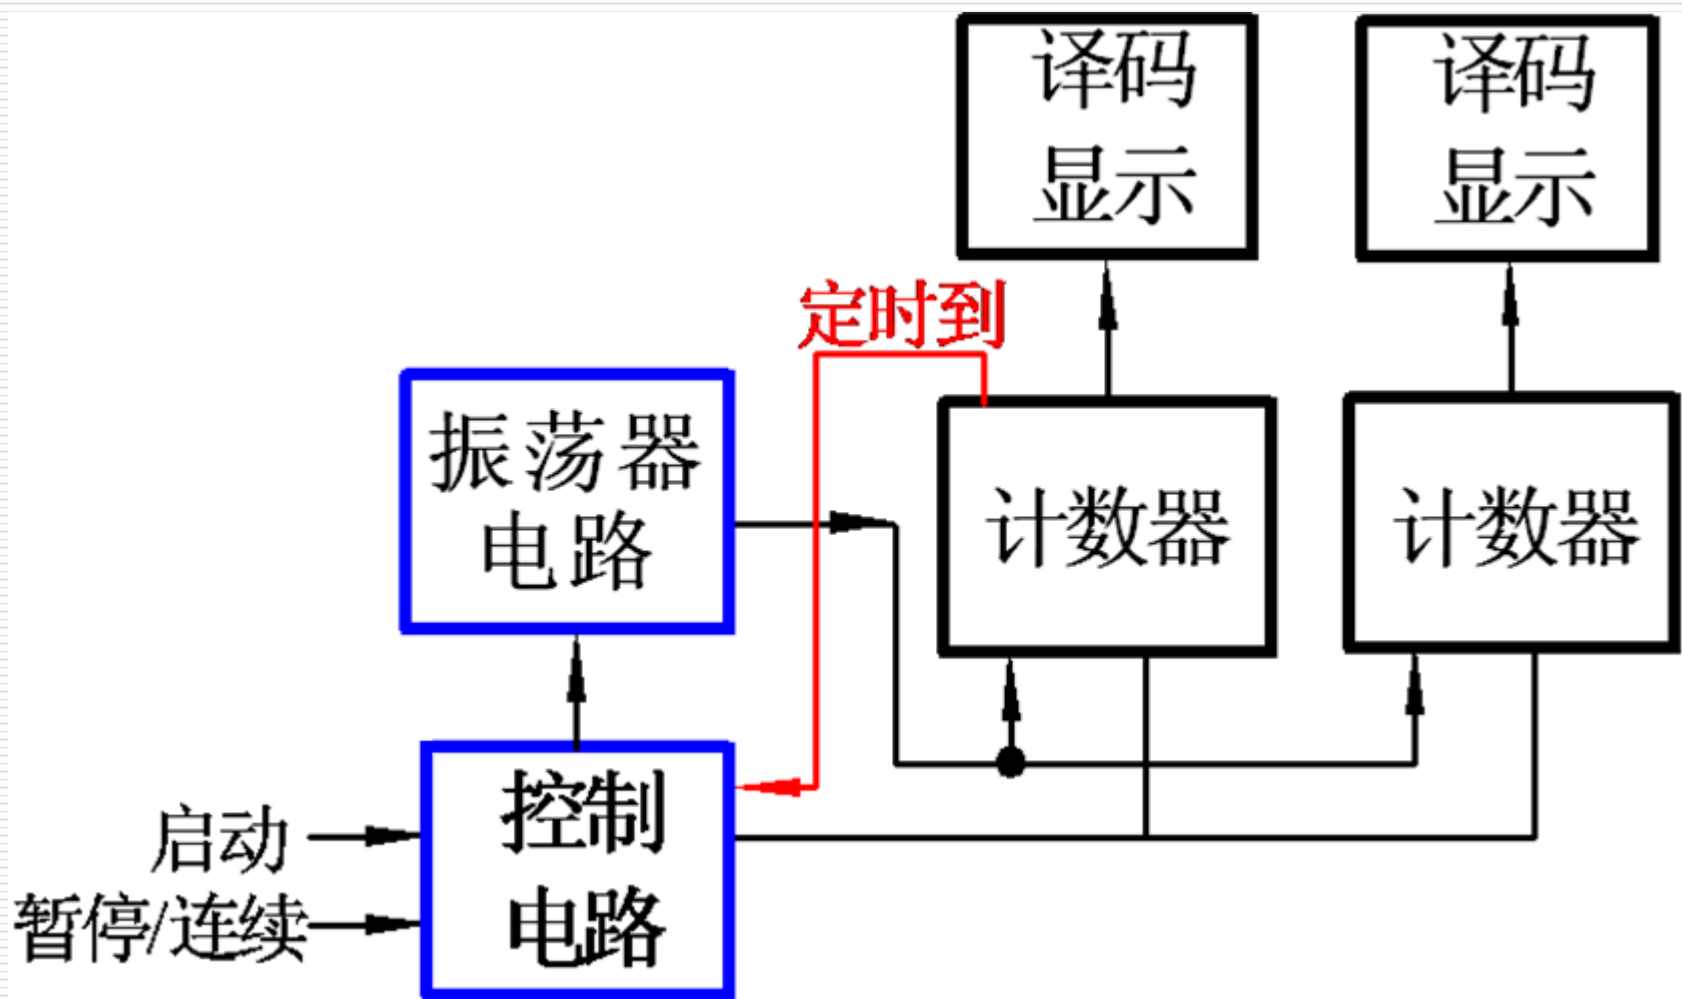 译码
显示
译码
显示
定时到
振荡器
电路
计数器
计数器
控制
电路
启动
暂停/连续